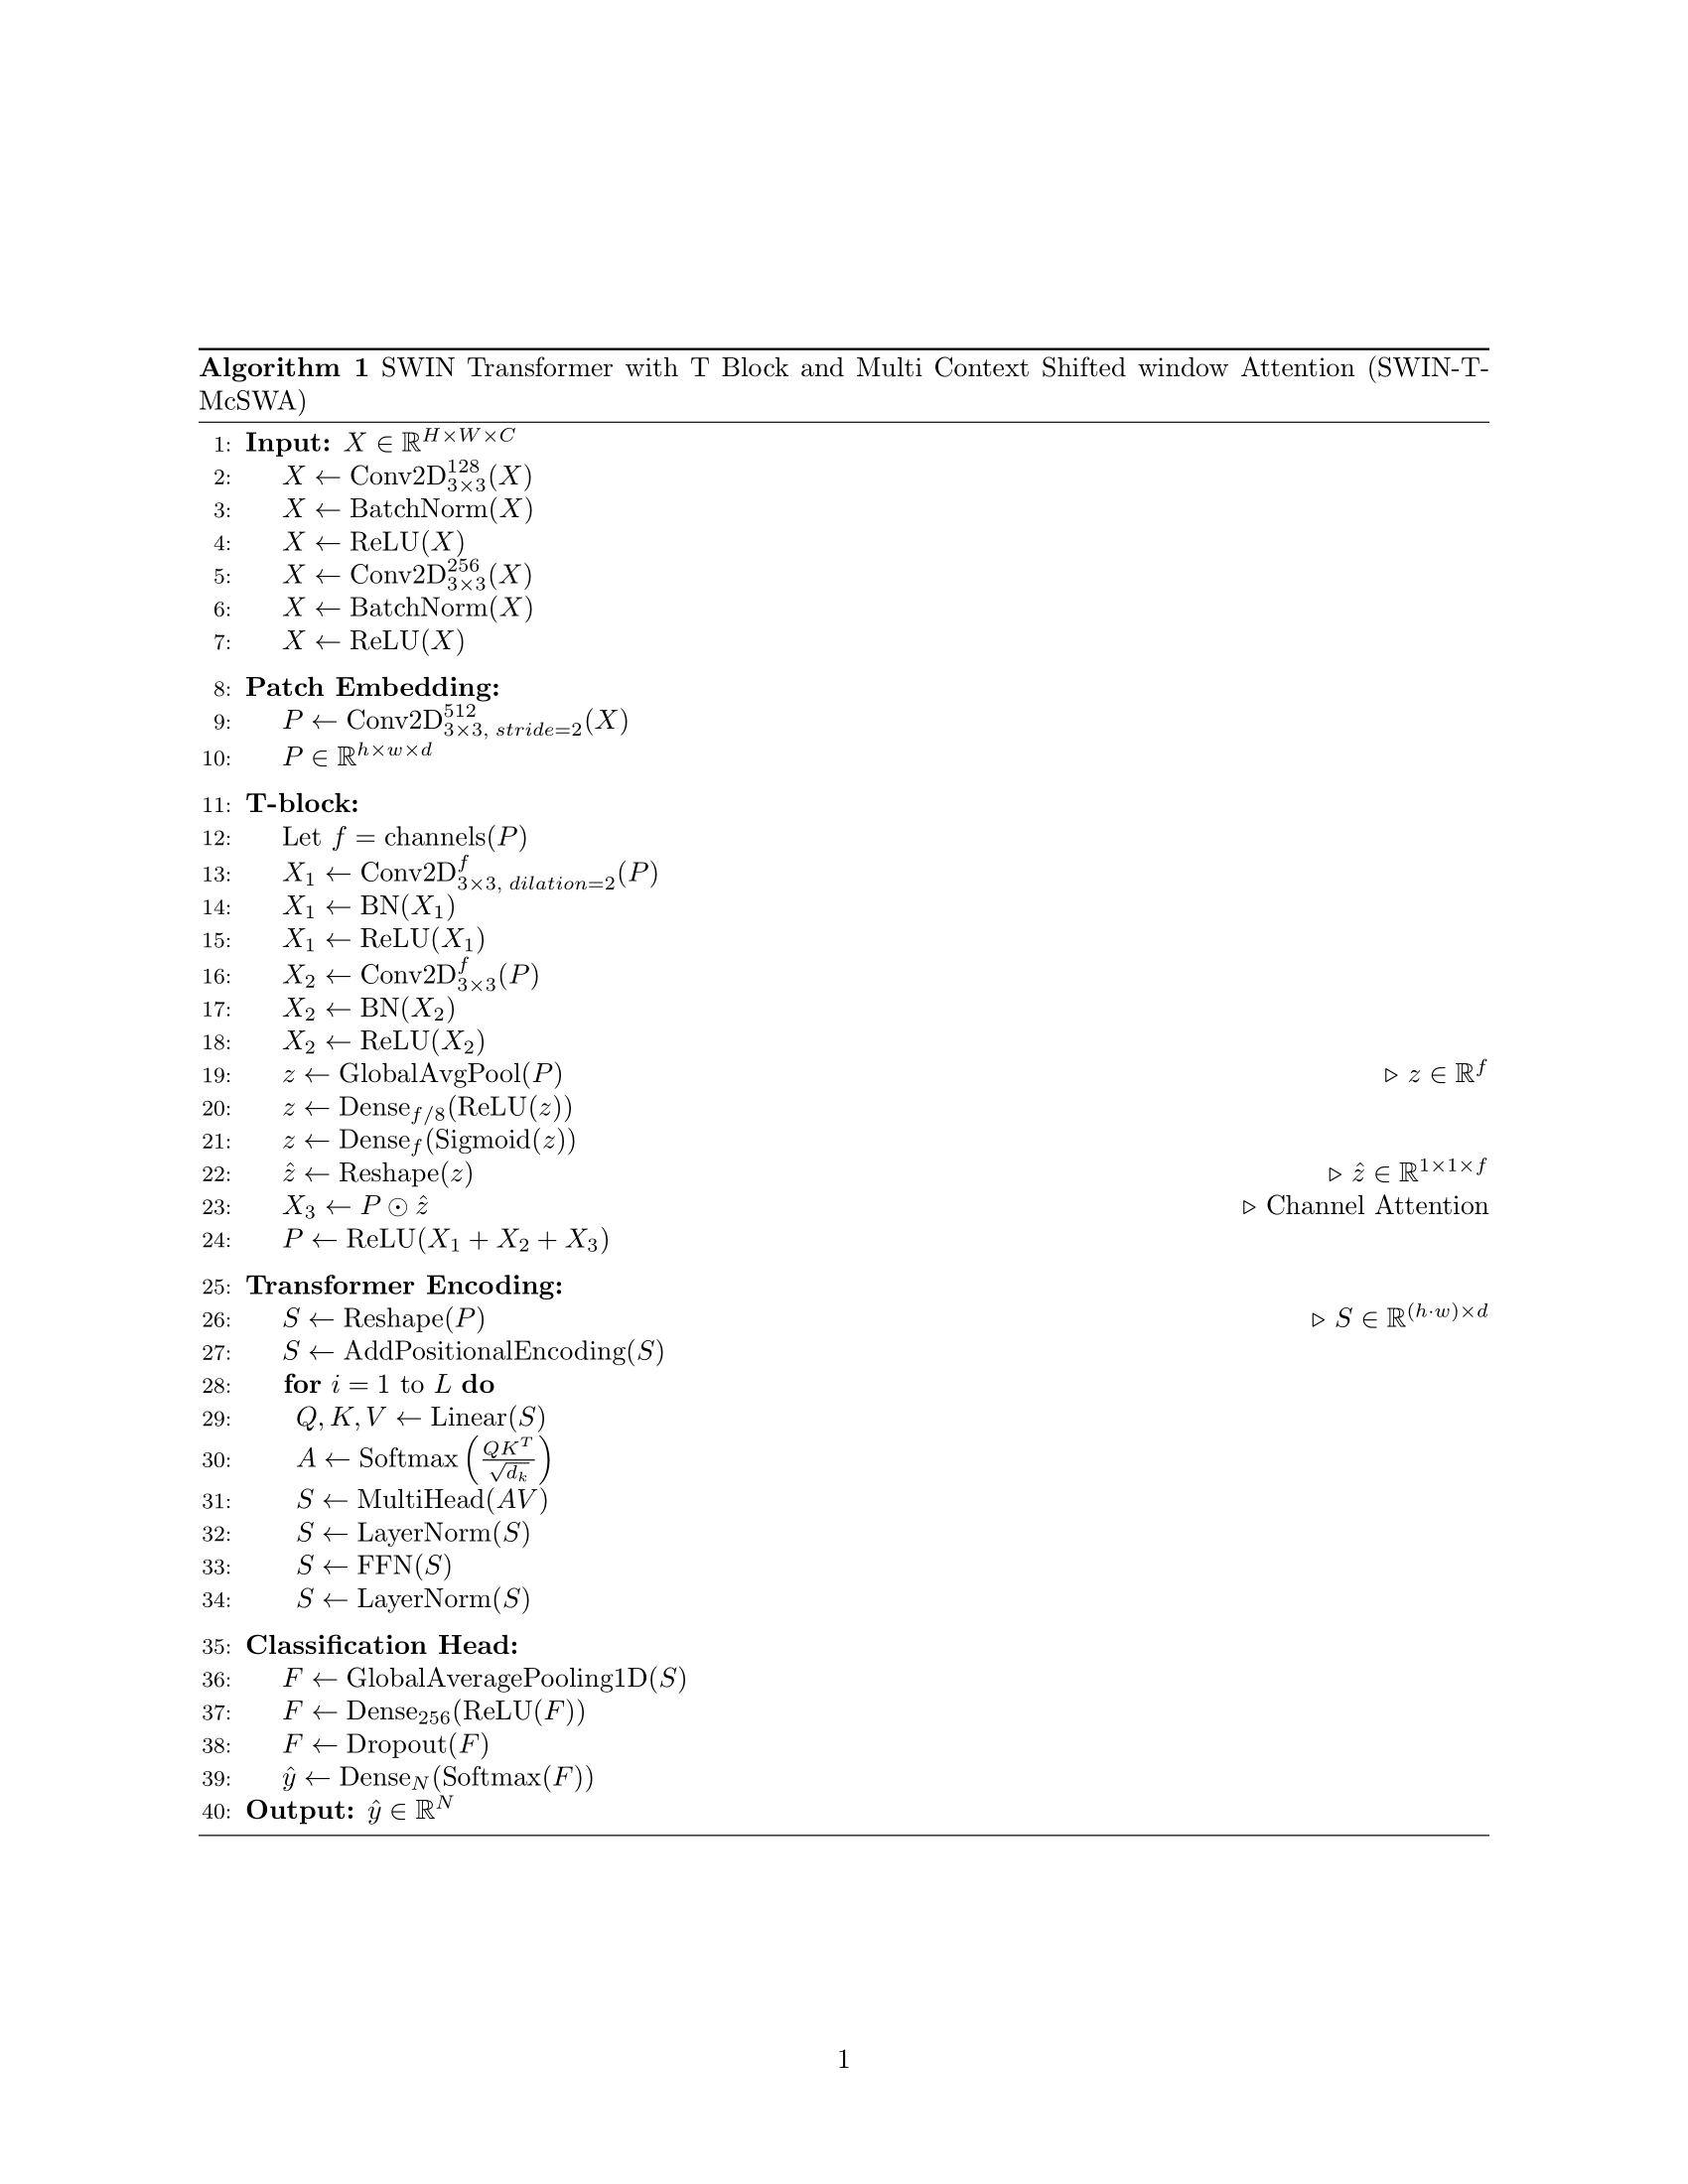 Algorithm 1 SWIN Transformer with T Block and Multi Context Shifted window Attention (SWIN-T-
McSWA)
1: Input: $X \in \mathbb{R}^{H \times W \times C}$
2: $X \leftarrow \text{Conv2D}^{128}_{3\times3}(X)$
3: $X \leftarrow \text{BatchNorm}(X)$
4: $X \leftarrow \text{ReLU}(X)$
5: $X \leftarrow \text{Conv2D}^{256}_{3\times3}(X)$
6: $X \leftarrow \text{BatchNorm}(X)$
7: $X \leftarrow \text{ReLU}(X)$
8: Patch Embedding:
9: $P \leftarrow \text{Conv2D}^{512}_{3\times3,\ stride=2}(X)$
10: $P \in \mathbb{R}^{h \times w \times d}$
11: T-block:
12: Let $f = \text{channels}(P)$
13: $X_1 \leftarrow \text{Conv2D}^{f}_{3\times3,\ dilation=2}(P)$
14: $X_1 \leftarrow \text{BN}(X_1)$
15: $X_1 \leftarrow \text{ReLU}(X_1)$
16: $X_2 \leftarrow \text{Conv2D}^{f}_{3\times3}(P)$
17: $X_2 \leftarrow \text{BN}(X_2)$
18: $X_2 \leftarrow \text{ReLU}(X_2)$
19: $z \leftarrow \text{GlobalAvgPool}(P)$ ▷ $z \in \mathbb{R}^f$
20: $z \leftarrow \text{Dense}_{f/8}(\text{ReLU}(z))$
21: $z \leftarrow \text{Dense}_f(\text{Sigmoid}(z))$
22: $\hat{z} \leftarrow \text{Reshape}(z)$ ▷ $\hat{z} \in \mathbb{R}^{1 \times 1 \times f}$
23: $X_3 \leftarrow P \odot \hat{z}$ ▷ Channel Attention
24: $P \leftarrow \text{ReLU}(X_1 + X_2 + X_3)$
25: Transformer Encoding:
26: $S \leftarrow \text{Reshape}(P)$ ▷ $S \in \mathbb{R}^{(h \cdot w) \times d}$
27: $S \leftarrow \text{AddPositionalEncoding}(S)$
28: for $i = 1$ to $L$ do
29: $Q, K, V \leftarrow \text{Linear}(S)$
30: $A \leftarrow \text{Softmax}\left(\frac{QK^T}{\sqrt{d_k}}\right)$
31: $S \leftarrow \text{MultiHead}(AV)$
32: $S \leftarrow \text{LayerNorm}(S)$
33: $S \leftarrow \text{FFN}(S)$
34: $S \leftarrow \text{LayerNorm}(S)$
35: Classification Head:
36: $F \leftarrow \text{GlobalAveragePooling1D}(S)$
37: $F \leftarrow \text{Dense}_{256}(\text{ReLU}(F))$
38: $F \leftarrow \text{Dropout}(F)$
39: $\hat{y} \leftarrow \text{Dense}_N(\text{Softmax}(F))$
40: Output: $\hat{y} \in \mathbb{R}^N$
1